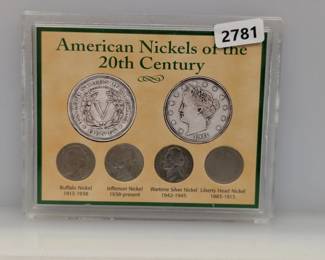 2781
American Nickels of the
20th Century
Buffalo Nickel
1913-1938
Jefferson Nickel
1938-present
Wartime Silver Nickel
1942-1945
Liberty Head Nickel
1883-1913